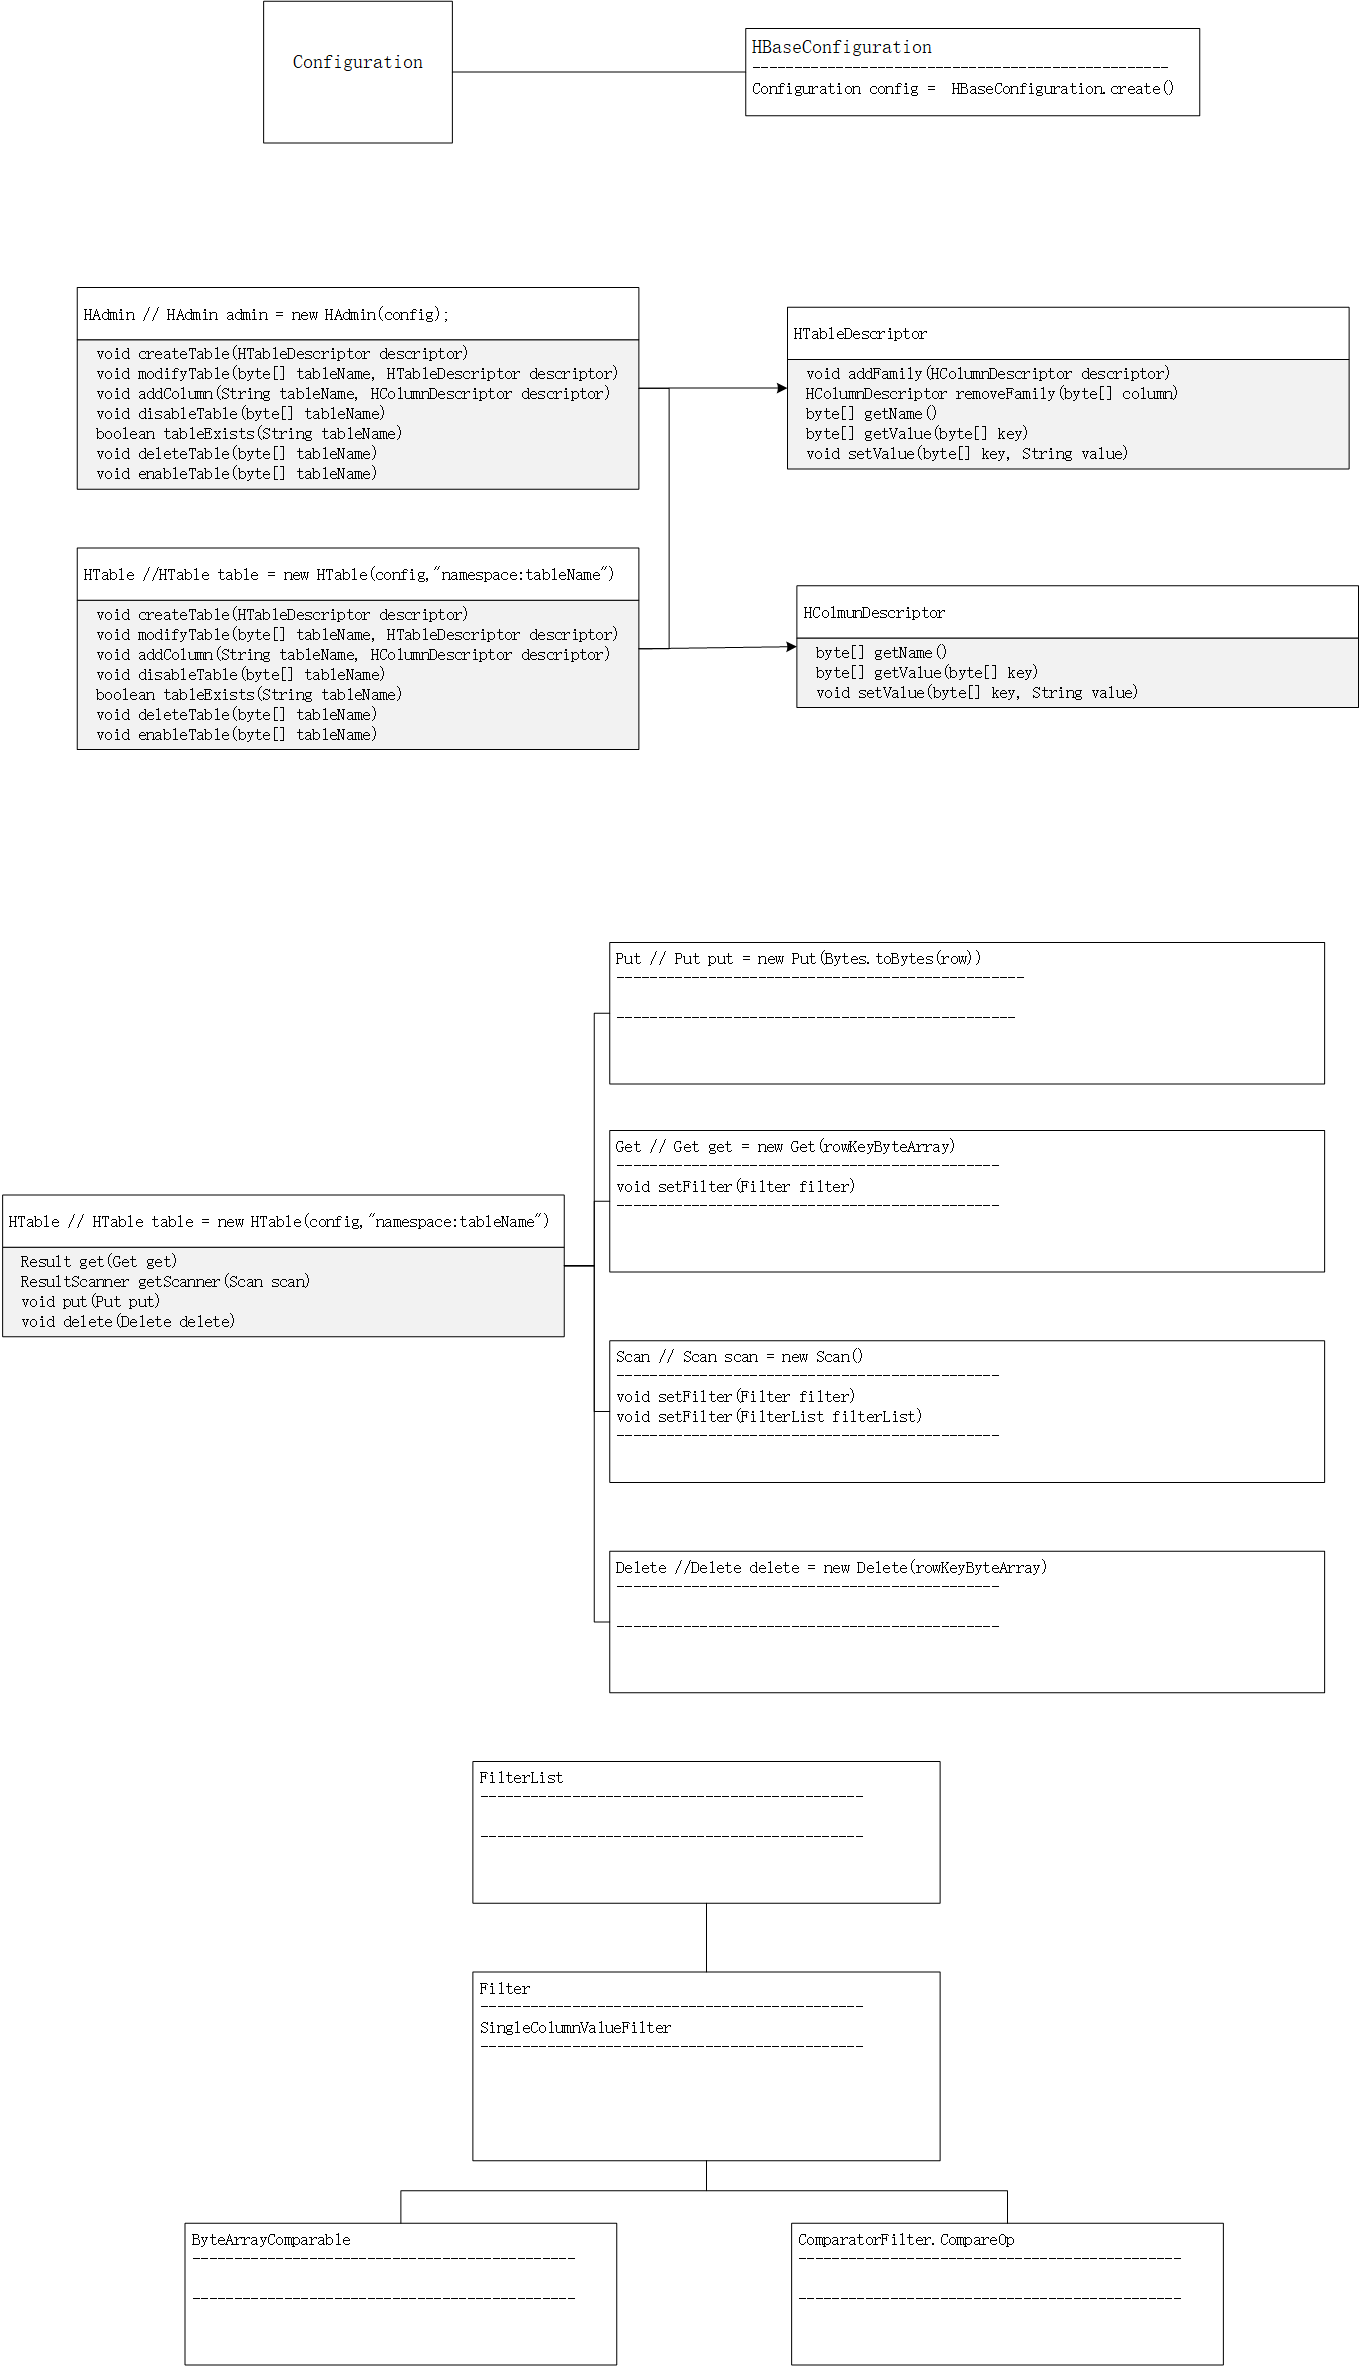 Configuration
HBaseConfiguration
--------------------------------------------------
Configuration config =  HBaseConfiguration.create()
HAdmin // HAdmin admin = new HAdmin(config);
void createTable(HTableDescriptor descriptor)
void modifyTable(byte[] tableName, HTableDescriptor descriptor)
void addColumn(String tableName, HColumnDescriptor descriptor)
void disableTable(byte[] tableName)
boolean tableExists(String tableName)
void deleteTable(byte[] tableName)
void enableTable(byte[] tableName)
HTableDescriptor
void addFamily(HColumnDescriptor descriptor)
HColumnDescriptor removeFamily(byte[] column)
byte[] getName()
byte[] getValue(byte[] key)
void setValue(byte[] key, String value)
HTable //HTable table = new HTable(config,"namespace:tableName")
void createTable(HTableDescriptor descriptor)
void modifyTable(byte[] tableName, HTableDescriptor descriptor)
void addColumn(String tableName, HColumnDescriptor descriptor)
void disableTable(byte[] tableName)
boolean tableExists(String tableName)
void deleteTable(byte[] tableName)
void enableTable(byte[] tableName)
HColmunDescriptor
byte[] getName()
byte[] getValue(byte[] key)
void setValue(byte[] key, String value)
Put // Put put = new Put(Bytes.toBytes(row))
-------------------------------------------------
------------------------------------------------
Get // Get get = new Get(rowKeyByteArray)
----------------------------------------------
void setFilter(Filter filter)
----------------------------------------------
HTable // HTable table = new HTable(config,"namespace:tableName")
Result get(Get get)
ResultScanner getScanner(Scan scan)
void put(Put put)
void delete(Delete delete)
Scan // Scan scan = new Scan()
----------------------------------------------
void setFilter(Filter filter)
void setFilter(FilterList filterList)
----------------------------------------------
Delete //Delete delete = new Delete(rowKeyByteArray)
----------------------------------------------
----------------------------------------------
FilterList
----------------------------------------------
----------------------------------------------
Filter
----------------------------------------------
SingleColumnValueFilter
----------------------------------------------
ByteArrayComparable
----------------------------------------------
----------------------------------------------
ComparatorFilter.CompareOp
----------------------------------------------
----------------------------------------------